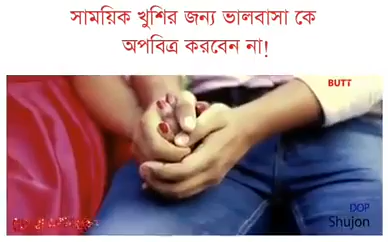 সাময়িক খুশির জন্য ভালবাসা কে
অপবিত্র করবেন না!
BUTT
DOP
Shujon